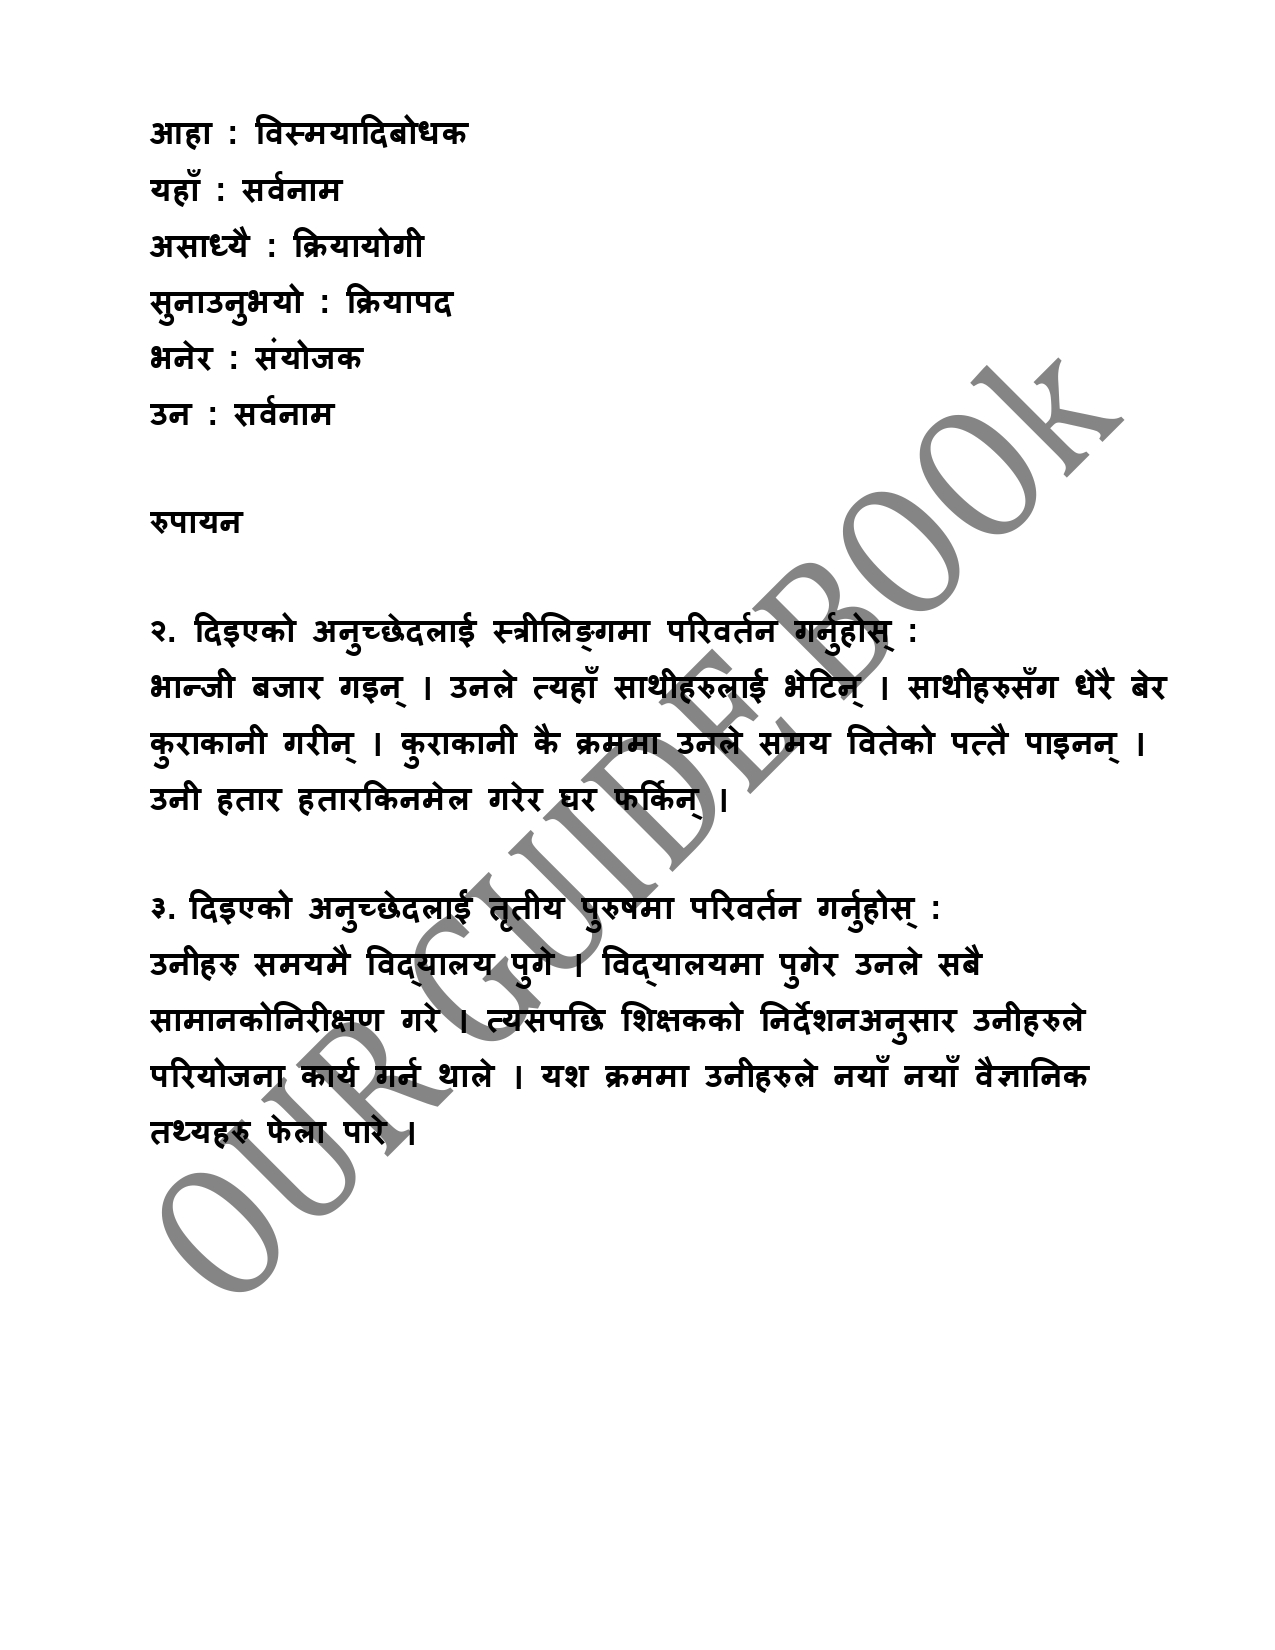 आहा : विस्मयादिबोधक
यहाँ : सर्वनाम
असाध्यै : क्रियायोगी
सुनाउनुभयो : क्रियापद
भनेर : संयोजक
उन : सर्वनाम
रुपायन
२. दिइएको अनुच्छेदलाई स्त्रीलिङ्गमा परिवर्तन गर्नुहोस् :
भान्जी बजार गइन् । उनले त्यहाँ साथीहरुलाई भेटिन् । साथीहरुसँग धेरै बेर
कुराकानी गरीन् । कुराकानी कै क्रममा उनले समय वितेको पत्तै पाइनन् ।
उनी हतार हतारकिनमेल गरेर घर फर्किन् ।
३. दिइएको अनुच्छेदलाई तृतीय पुरुषमा परिवर्तन गर्नुहोस् :
उनीहरु समयमै विद्यालय पुगे । विद्यालयमा पुगेर उनले सबै
सामानकोनिरीक्षण गरे । त्यसपछि शिक्षकको निर्देशनअनुसार उनीहरुले
परियोजना कार्य गर्न थाले । यश क्रममा उनीहरुले नयाँ नयाँ वैज्ञानिक
तथ्यहरु फेला पारे ।
OUR GUIDE BOOk